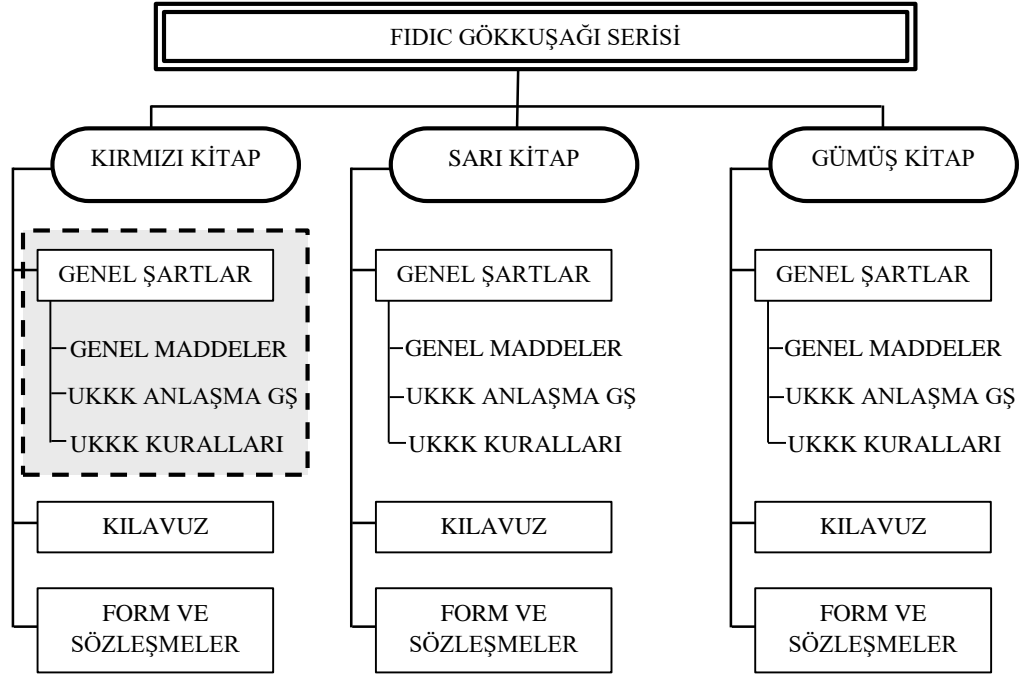 FIDIC GÖKKUŞAĞI SERİSİ
KIRMIZI KİTAP
GENEL ŞARTLAR
GENEL MADDELER
UKKK ANLAŞMA GŞ
UKKK KURALLARI
KILAVUZ
FORM VE
SÖZLEŞMELER
SARI KİTAP
GENEL ŞARTLAR
GENEL MADDELER
UKKK ANLAŞMA GŞ
UKKK KURALLARI
KILAVUZ
FORM VE
SÖZLEŞMELER
GÜMÜŞ KİTAP
GENEL ŞARTLAR
GENEL MADDELER
UKKK ANLAŞMA GŞ
UKKK KURALLARI
KILAVUZ
FORM VE
SÖZLEŞMELER